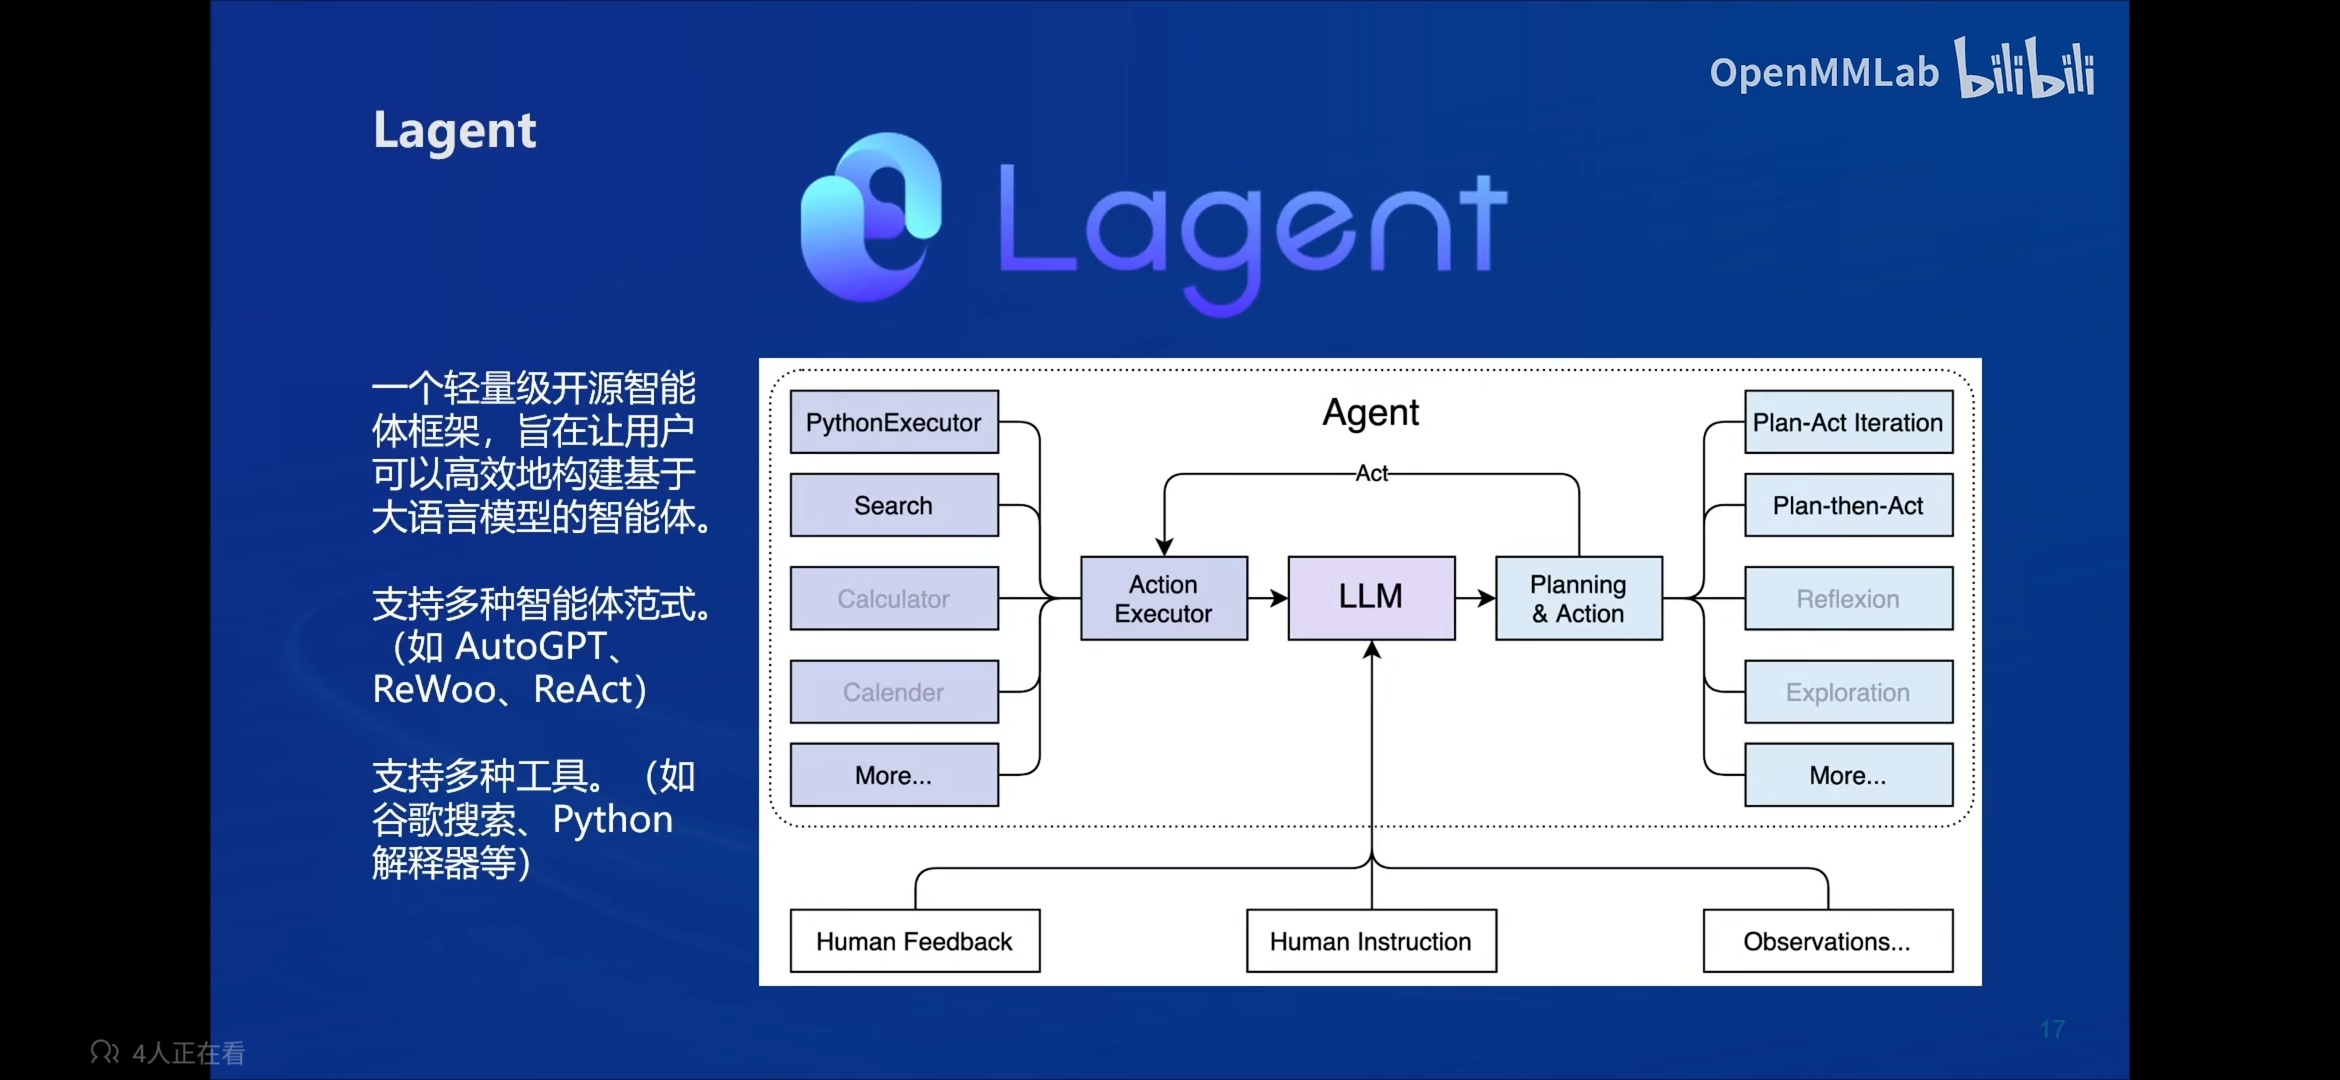 OpenMMLab bilibili
Lagent
Lagent
一个轻量级开源智能
体框架，旨在让用户
可以高效地构建基于
大语言模型的智能体。
支持多种智能体范式。
（如 AutoGPT、
ReWoo、ReAct）
支持多种工具。（如
谷歌搜索、Python
解释器等）
Agent
PythonExecutor
Search
Calculator
Calender
More...
Act
Action
Executor
LLM
Planning
& Action
Plan-Act Iteration
Plan-then-Act
Reflexion
Exploration
More...
Human Feedback
Human Instruction
Observations...
17
4人正在看